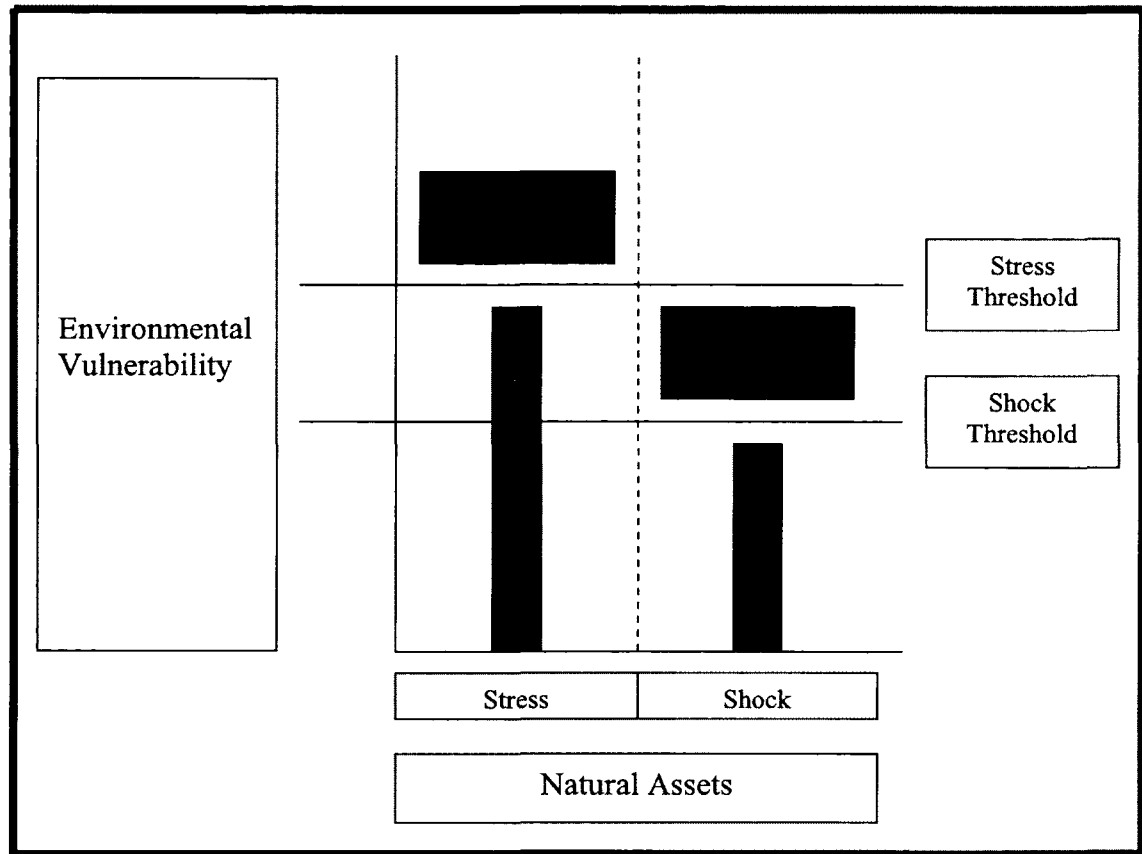 Environmental
Vulnerability
Stress
Threshold
Shock
Threshold
Stress
Shock
Natural Assets